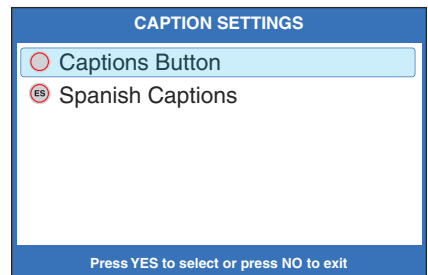 CAPTION SETTINGS
Captions Button
ES Spanish Captions
Press YES to select or press NO to exit